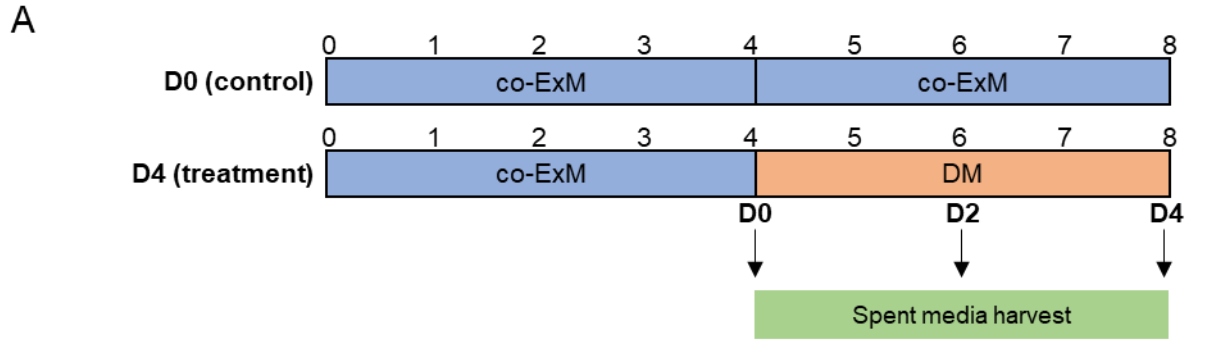 A
0 1 2 3 4 5 6 7 8
D0 (control) co-ExM co-ExM
0 1 2 3 4 5 6 7 8
D4 (treatment) co-ExM DM
D0 D2 D4
Spent media harvest